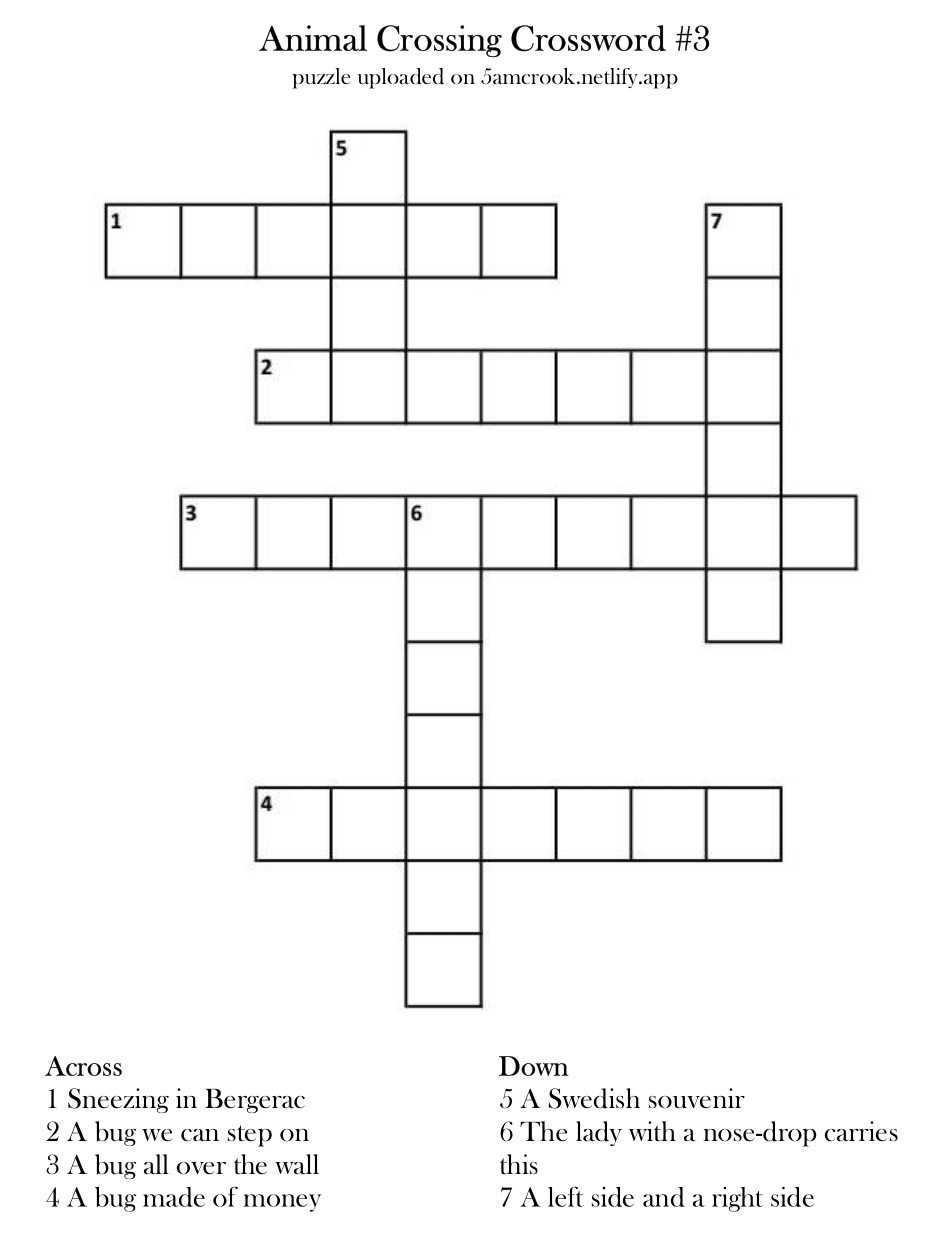 Animal Crossing Crossword #3
puzzle uploaded on 5amcrook.netlify.app
5
1
7
2
3
6
4
Across
1 Sneezing in Bergerac
2 A bug we can step on
3 A bug all over the wall
4 A bug made of money
Down
5 A Swedish souvenir
6 The lady with a nose-drop carries
this
7 A left side and a right side